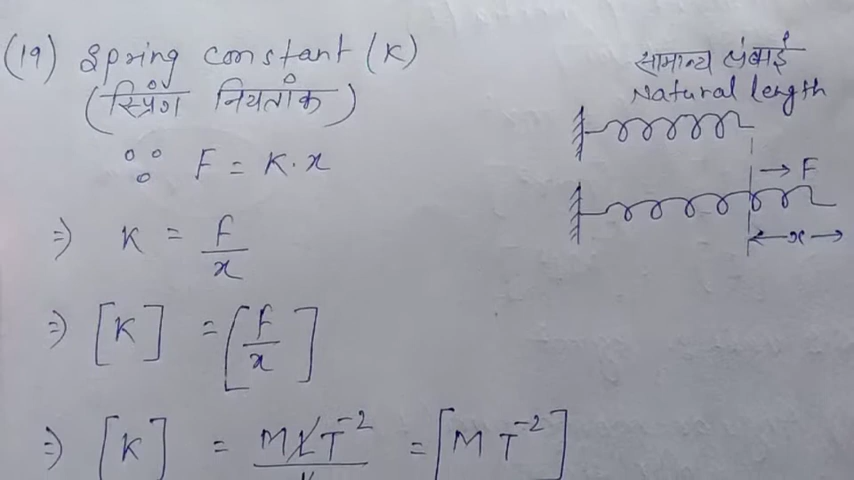 (19) Spring constant (K)
(स्प्रिंग नियतांक)
∵ F = K·x
⇒ K = F/x
⇒ [K] = [F/x]
⇒ [K] = MLT⁻²/L = [MT⁻²]
सामान्य लंबाई
Natural length
→ F
← x →